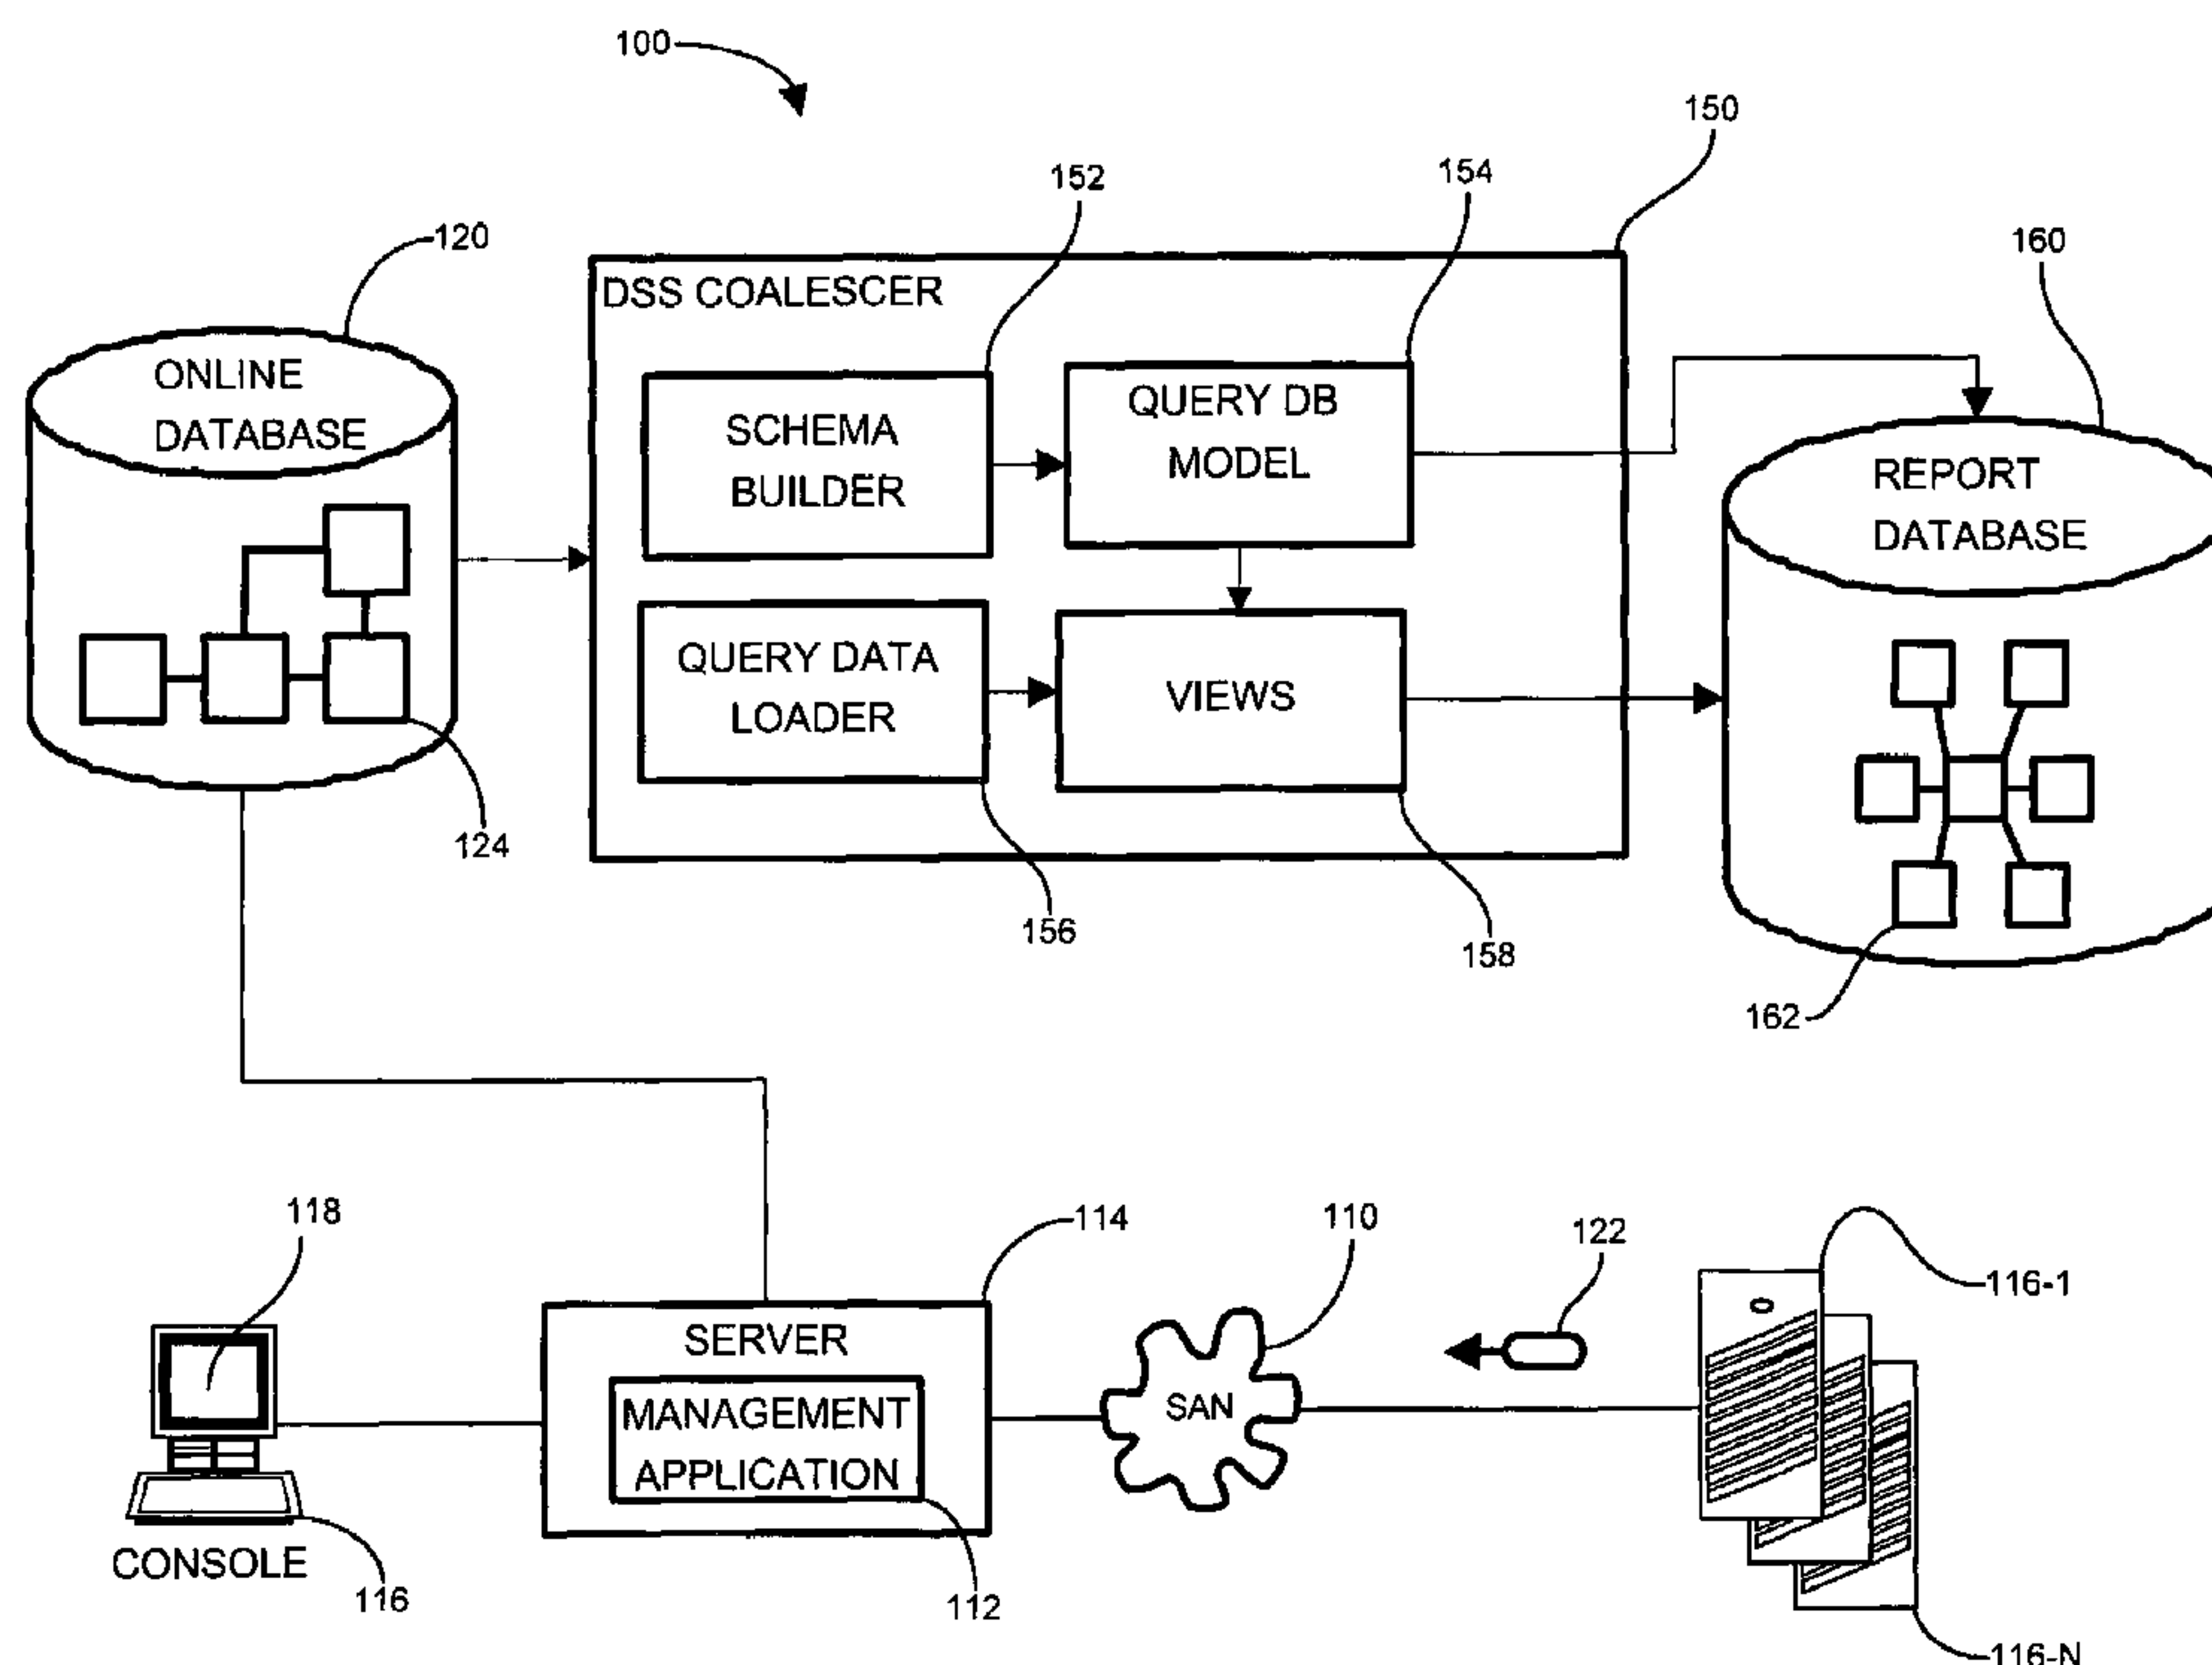 100
150
152
154
120
160
DSS COALESCER
ONLINE
DATABASE
SCHEMA
BUILDER
QUERY DB
MODEL
REPORT
DATABASE
QUERY DATA
LOADER
VIEWS
124
156
158
162
118
114
110
122
116-1
SERVER
MANAGEMENT
APPLICATION
SAN
CONSOLE
116
112
116-N